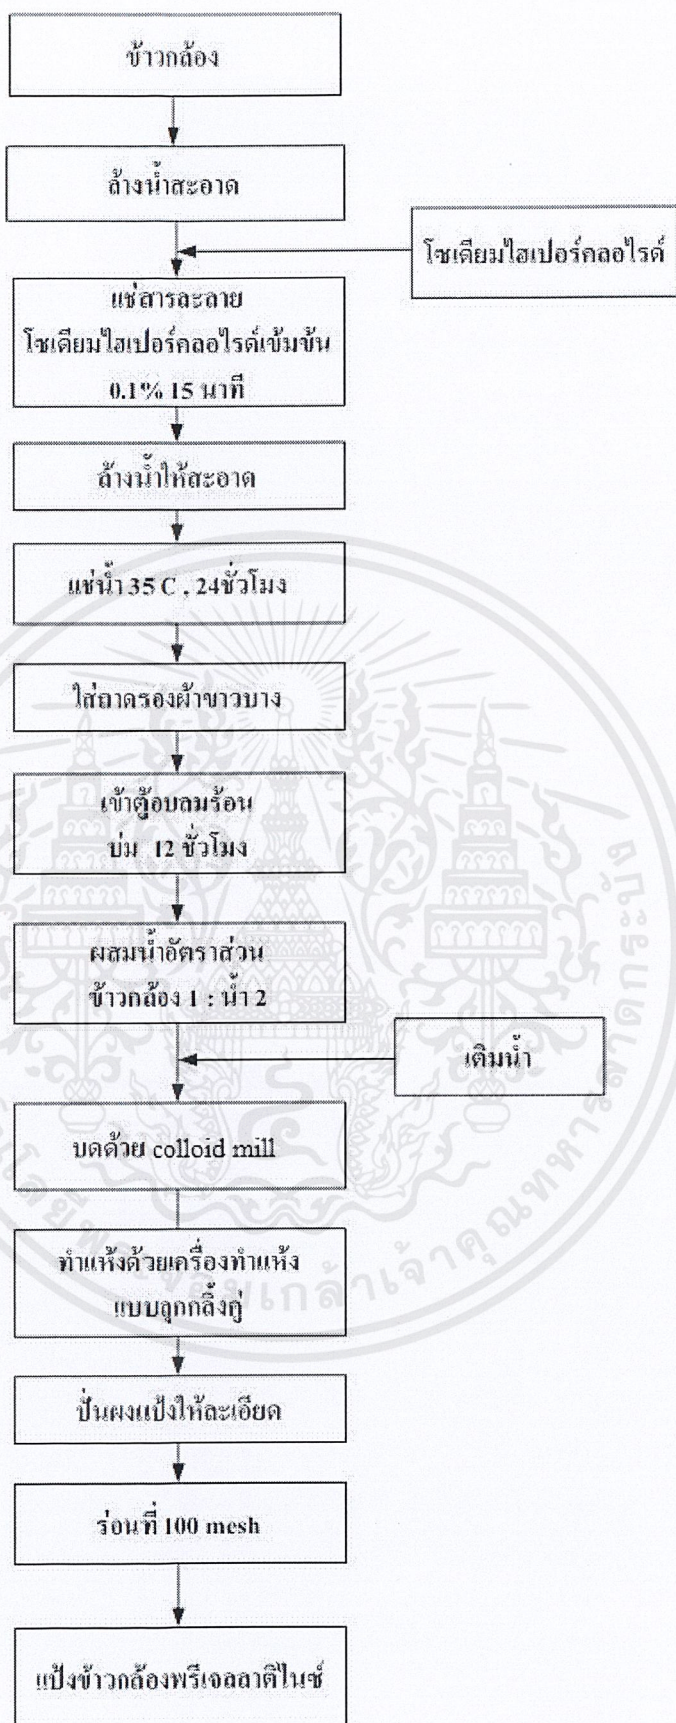 ข้าวกล้อง
ล้างน้ำสะอาด
โซเดียมไฮเปอร์คลอไรด์
แช่สารละลาย
โซเดียมไฮเปอร์คลอไรด์เข้มข้น
0.1% 15 นาที
ล้างน้ำให้สะอาด
แช่น้ำ 35 C , 24ชั่วโมง
ใส่ถาดรองผ้าขาวบาง
เข้าตู้อบลมร้อน
บ่ม 12 ชั่วโมง
ผสมน้ำอัตราส่วน
ข้าวกล้อง 1 : น้ำ 2
เติมน้ำ
บดด้วย colloid mill
ทำแห้งด้วยเครื่องทำแห้ง
แบบลูกกลิ้งคู่
ปั่นผงแป้งให้ละเอียด
ร่อนที่ 100 mesh
แป้งข้าวกล้องพรีเจลลาติไนซ์